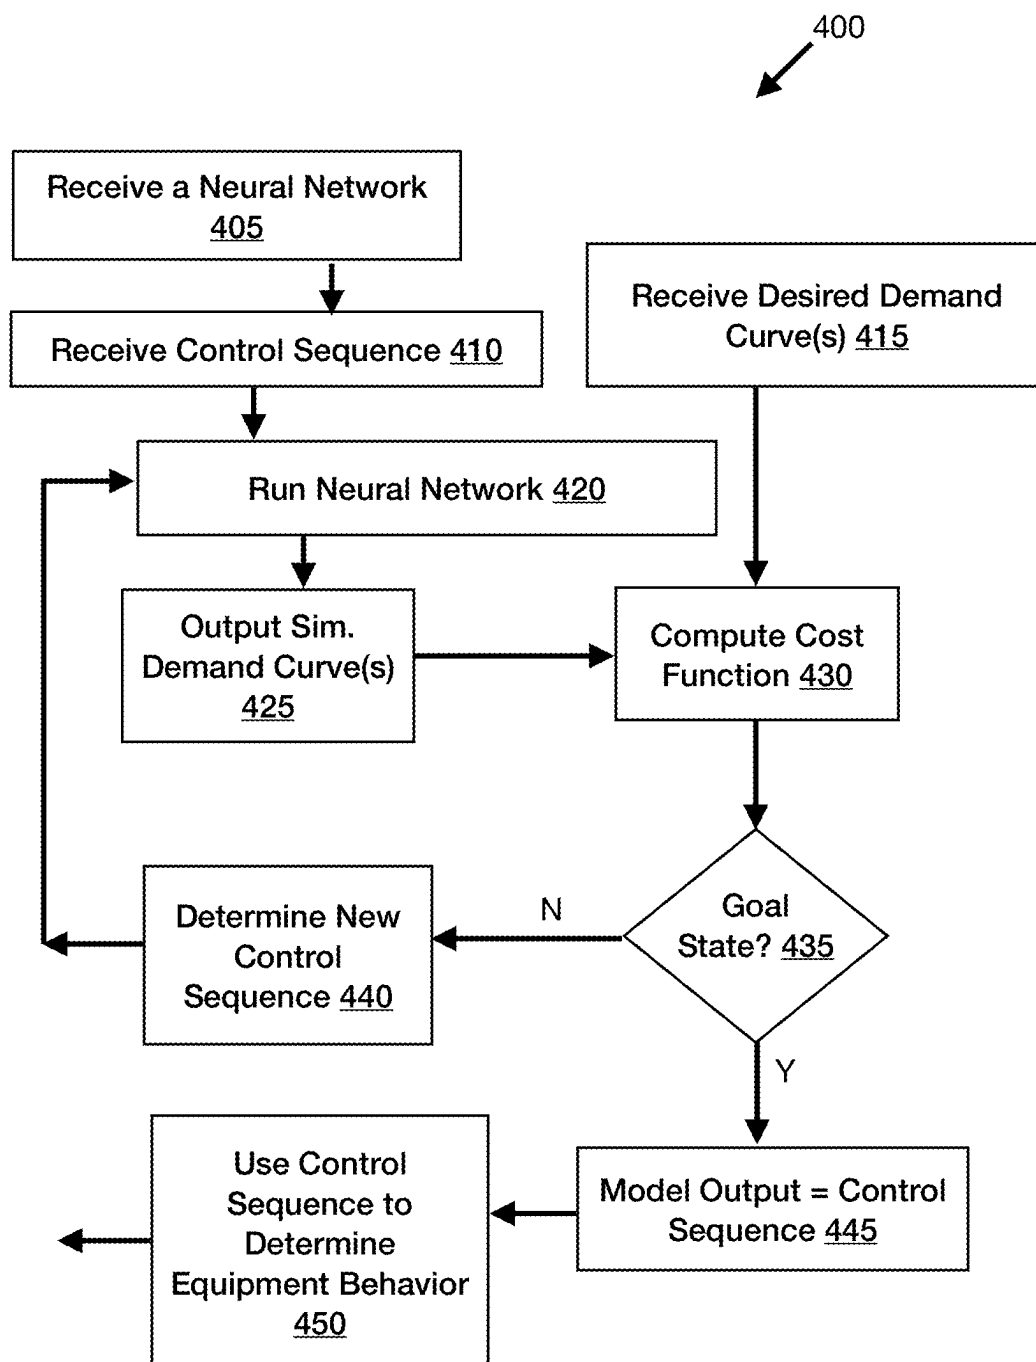 400
Receive a Neural Network
405
Receive Control Sequence 410
Receive Desired Demand
Curve(s) 415
Run Neural Network 420
Output Sim.
Demand Curve(s)
425
Compute Cost
Function 430
Goal
State? 435
N
Determine New
Control
Sequence 440
Y
Model Output = Control
Sequence 445
Use Control
Sequence to
Determine
Equipment Behavior
450